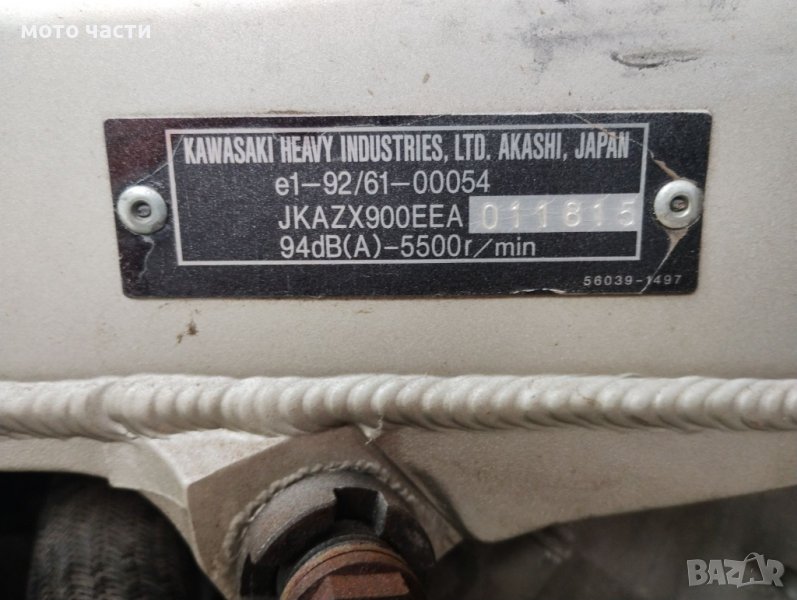 мото части
KAWASAKI HEAVY INDUSTRIES, LTD. AKASHI, JAPAN
e1-92/61-00054
JKAZX900EEA 011815
94dB(A)-5500r/min
56039-1497
BAZAR